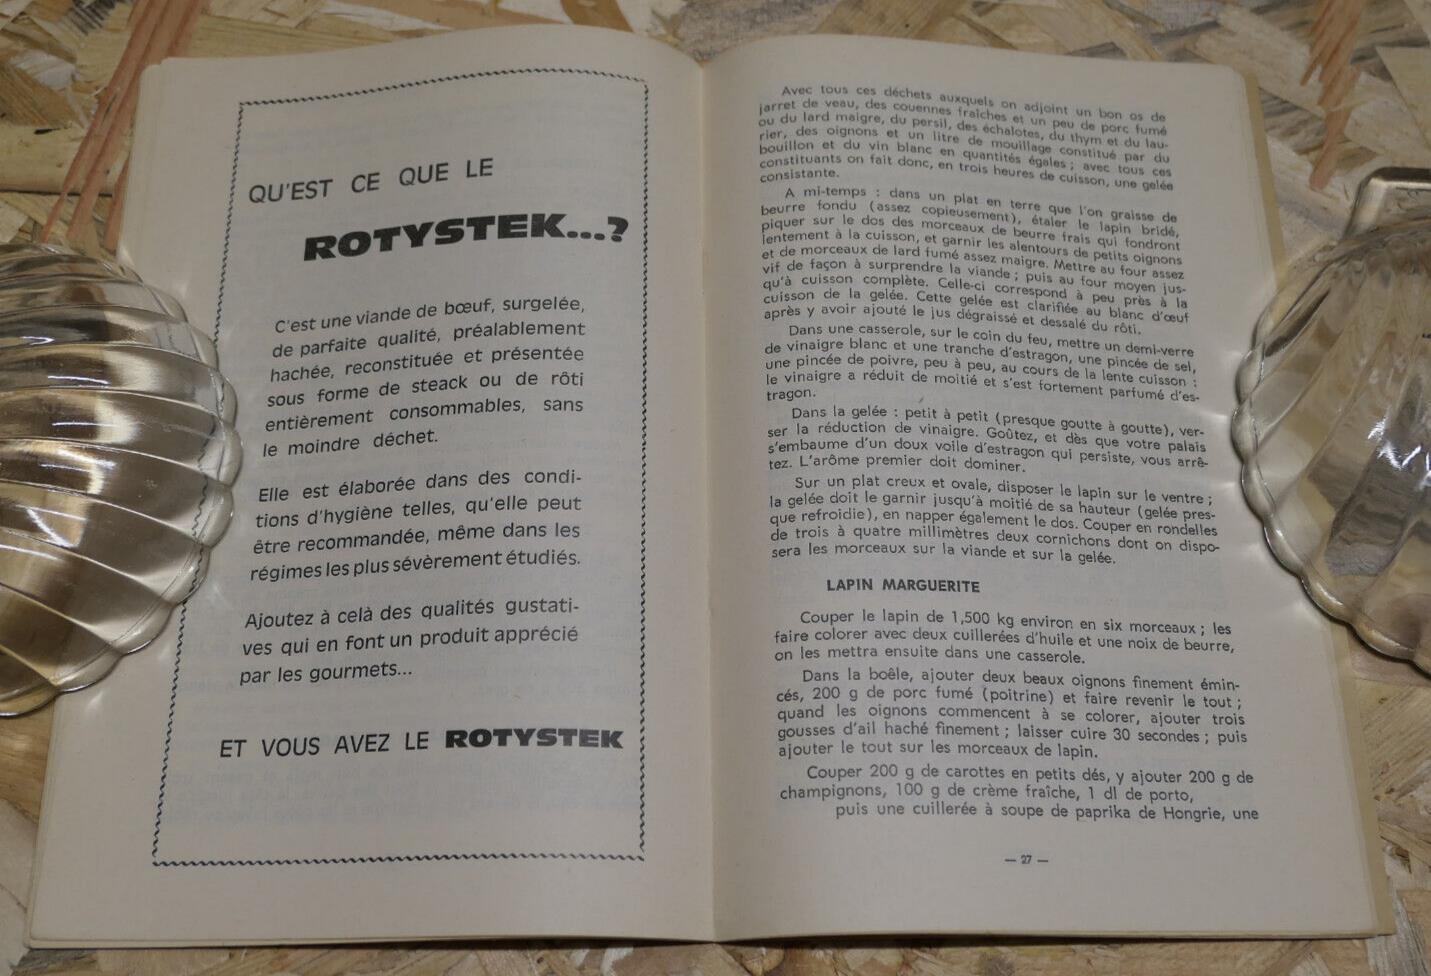 QU'EST CE QUE LE
ROTYSTEK...?
C'est une viande de bœuf, surgelée,
de parfaite qualité, préalablement
hachée, reconstituée et présentée
sous forme de steack ou de rôti
entièrement consommables, sans
le moindre déchet.
Elle est élaborée dans des condi-
tions d'hygiène telles, qu'elle peut
être recommandée, même dans les
régimes les plus sévèrement étudiés.
Ajoutez à celà des qualités gustati-
ves qui en font un produit apprécié
par les gourmets...
ET VOUS AVEZ LE ROTYSTEK
Avec tous ces déchets auxquels on adjoint un bon os de
jarret de veau, des couennes fraîches et un peu de porc fumé
ou du lard maigre, du persil, des échalotes, du thym et du lau-
rier, des oignons et un litre de mouillage constitué par du
bouillon et du vin blanc en quantités égales ; avec tous ces
constituants on fait donc, en trois heures de cuisson, une gelée
consistante.
A mi-temps : dans un plat en terre que l'on graisse de
beurre fondu (assez copieusement), étaler le lapin bridé,
piquer sur le dos des morceaux de beurre frais qui fondront
lentement à la cuisson, et garnir les alentours de petits oignons
et de morceaux de lard fumé assez maigre. Mettre au four assez
vif de façon à surprendre la viande ; puis au four moyen jus-
qu'à cuisson complète. Celle-ci correspond à peu près à la
cuisson de la gelée. Cette gelée est clarifiée au blanc d'œuf
après y avoir ajouté le jus dégraissé et dessalé du rôti.
Dans une casserole, sur le coin du feu, mettre un demi-verre
de vinaigre blanc et une tranche d'estragon, une pincée de sel,
une pincée de poivre, peu à peu, au cours de la lente cuisson :
le vinaigre a réduit de moitié et s'est fortement parfumé d'es-
tragon.
Dans la gelée : petit à petit (presque goutte à goutte), ver-
ser la réduction de vinaigre. Goûtez, et dès que votre palais
s'embaume d'un doux voile d'estragon qui persiste, vous arrê-
tez. L'arôme premier doit dominer.
Sur un plat creux et ovale, disposer le lapin sur le ventre ;
la gelée doit le garnir jusqu'à moitié de sa hauteur (gelée pres-
que refroidie), en napper également le dos. Couper en rondelles
de trois à quatre millimètres deux cornichons dont on dispo-
sera les morceaux sur la viande et sur la gelée.
LAPIN MARGUERITE
Couper le lapin de 1,500 kg environ en six morceaux ; les
faire colorer avec deux cuillerées d'huile et une noix de beurre,
on les mettra ensuite dans une casserole.
Dans la boêle, ajouter deux beaux oignons finement émin-
cés, 200 g de porc fumé (poitrine) et faire revenir le tout ;
quand les oignons commencent à se colorer, ajouter trois
gousses d'ail haché finement ; laisser cuire 30 secondes ; puis
ajouter le tout sur les morceaux de lapin.
Couper 200 g de carottes en petits dés, y ajouter 200 g de
champignons, 100 g de crème fraîche, 1 dl de porto,
puis une cuillerée à soupe de paprika de Hongrie, une
— 27 —